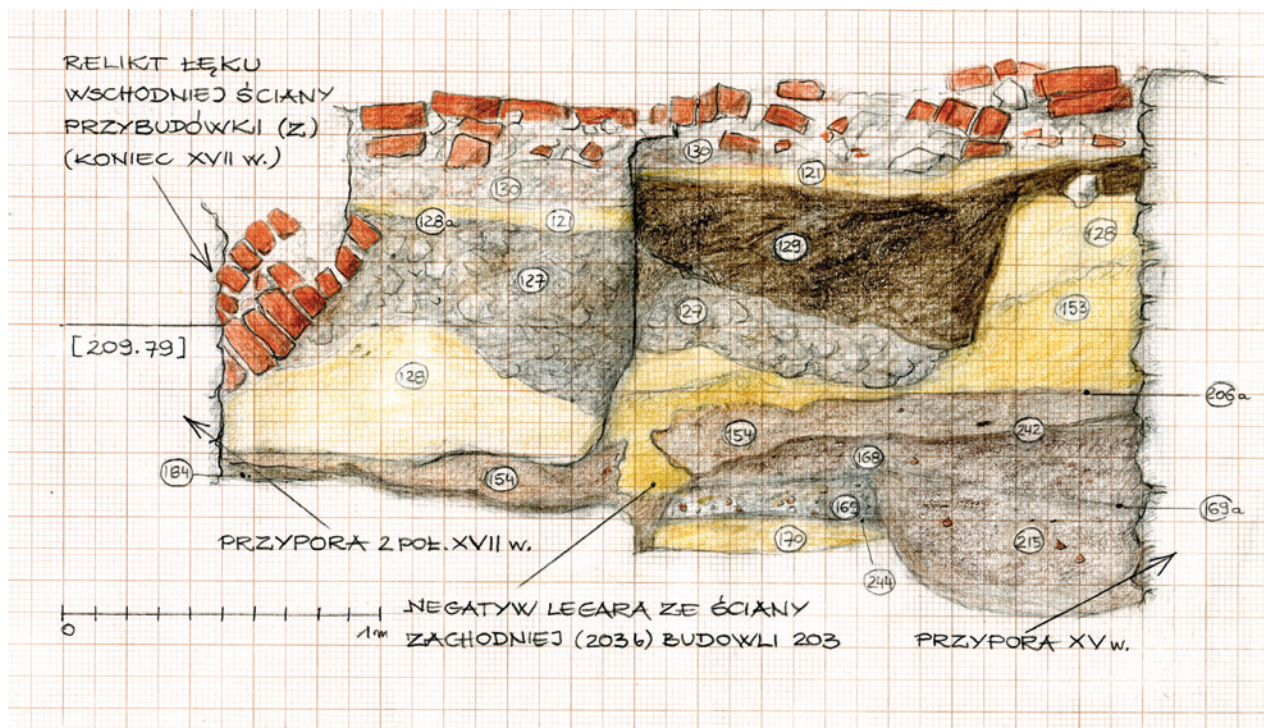 RELIKT ŁĘKU
WSCHODNIEJ ŚCIANY
PRZYBUDÓWKI (Z)
(KONIEC XVII W.)
130
121
130
121
128a
128
129
127
127
153
[209.79]
128
206a
154
242
168
184
154
169
169a
170
215
PRZYPORA 2 POŁ. XVII W.
244
NEGATYW LEGARA ZE ŚCIANY
ZACHODNIEJ (203b) BUDOWLI 203
PRZYPORA XV W.
0 1m